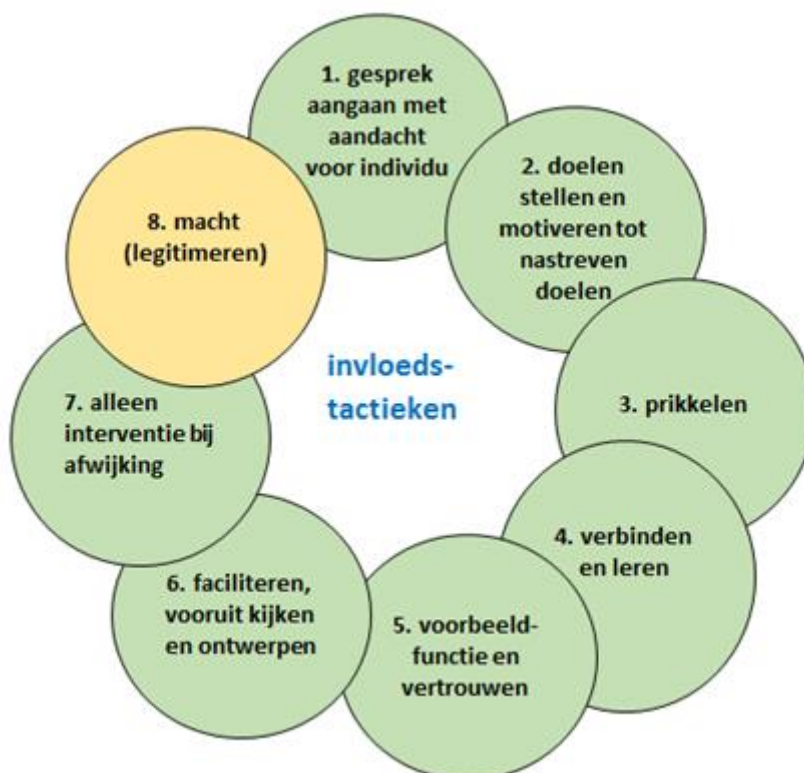 1. gesprek
aangaan met
aandacht
voor individu
2. doelen
stellen en
motiveren tot
nastreven
doelen
3. prikkelen
4. verbinden
en leren
5. voorbeeld-
functie en
vertrouwen
6. faciliteren,
vooruit kijken
en ontwerpen
7. alleen
interventie bij
afwijking
8. macht
(legitimeren)
invloeds-
tactieken